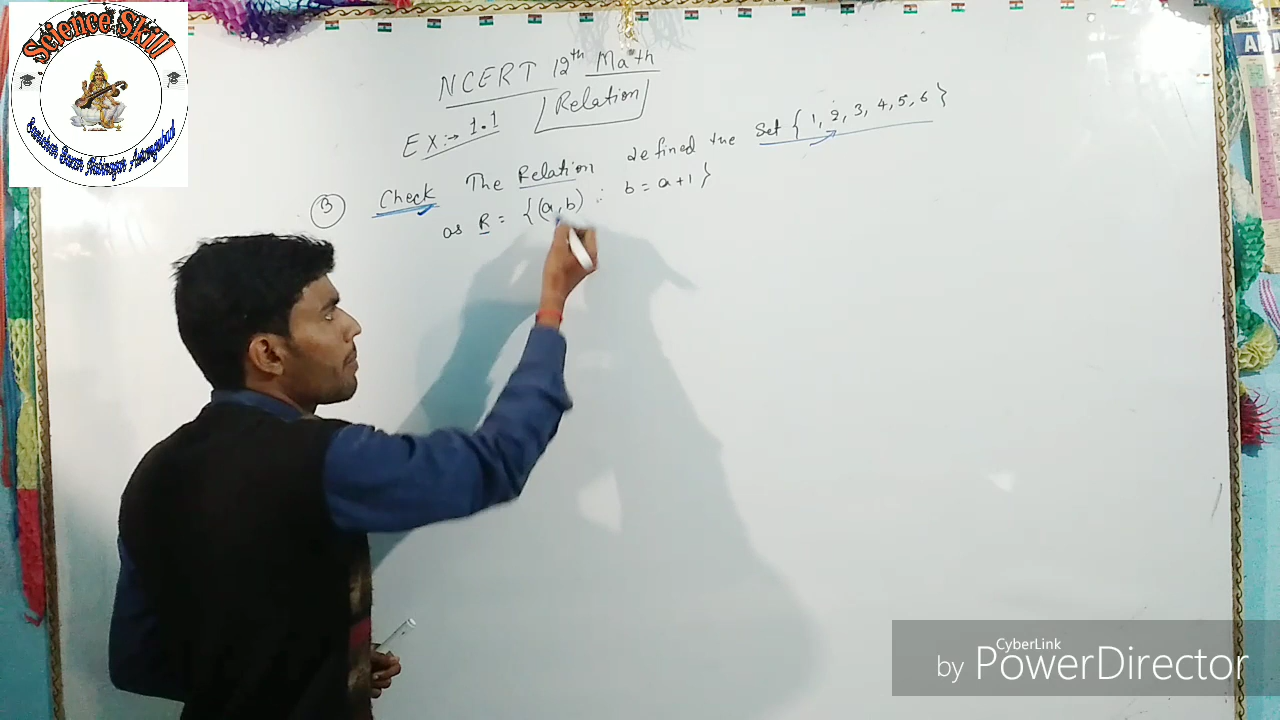 Science Skill
NCERT 12th Math
Ex:→ 1.1 Relation
3 Check The Relation defined the Set { 1, 2, 3, 4, 5, 6 }
as R = {(a, b) : b = a+1 }
CyberLink
by PowerDirector